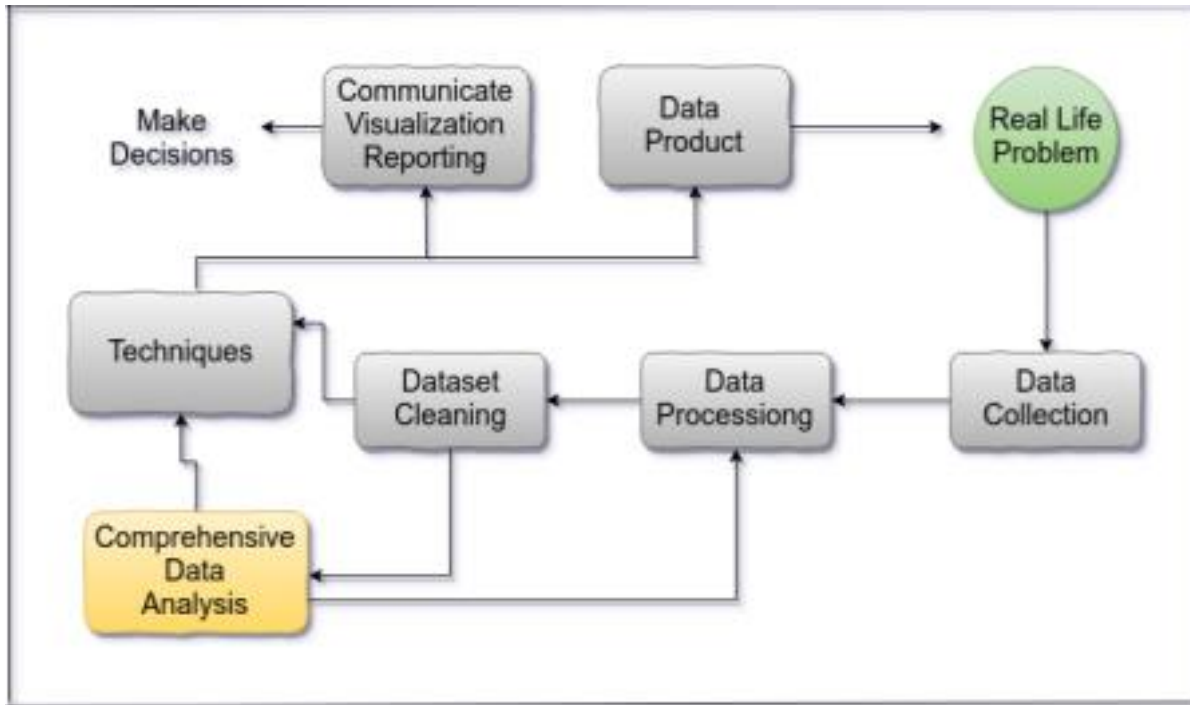 Make
Decisions
Communicate
Visualization
Reporting
Data
Product
Real Life
Problem
Techniques
Dataset
Cleaning
Data
Processiong
Data
Collection
Comprehensive
Data
Analysis